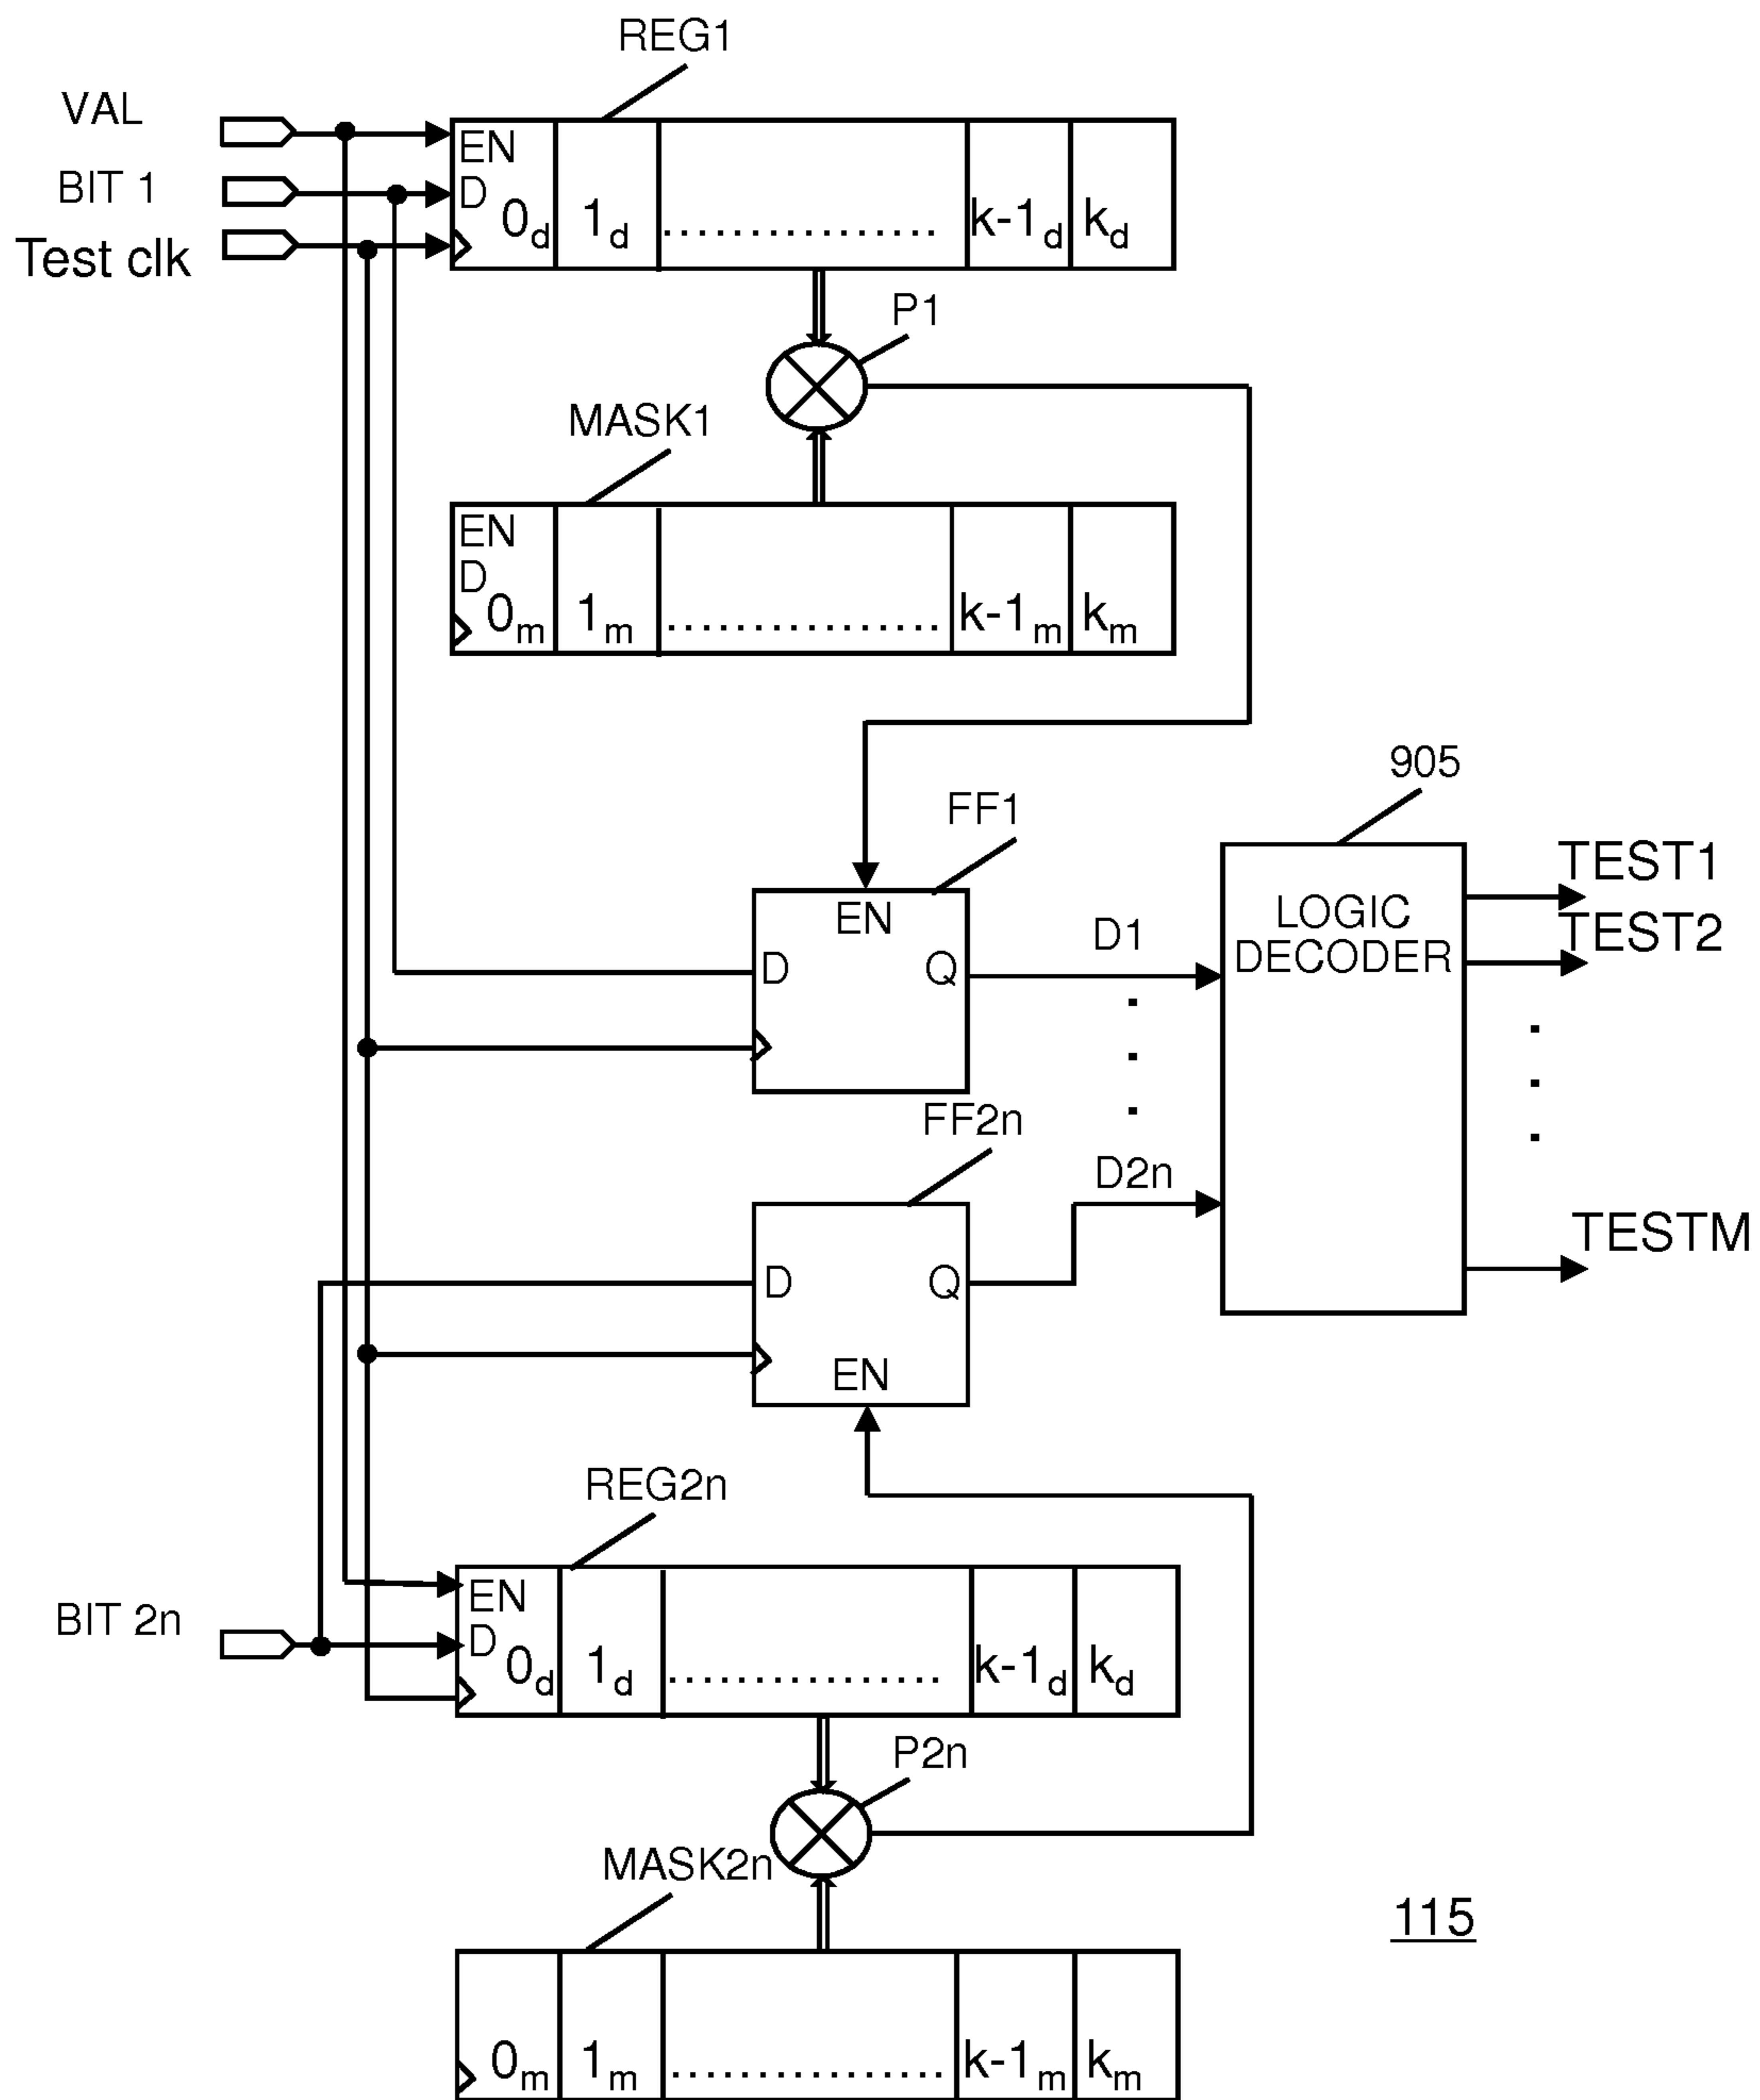 REG1
VAL
BIT 1
Test clk
EN
D
0d 1d ................ k-1d kd
P1
MASK1
EN
D
0m 1m ................ k-1m km
905
FF1
EN
D Q
D1
LOGIC
DECODER
TEST1
TEST2
.
.
.
.
.
.
FF2n
D2n
TESTM
D Q
EN
REG2n
BIT 2n
EN
D
0d 1d ................ k-1d kd
P2n
MASK2n
115
0m 1m ................ k-1m km